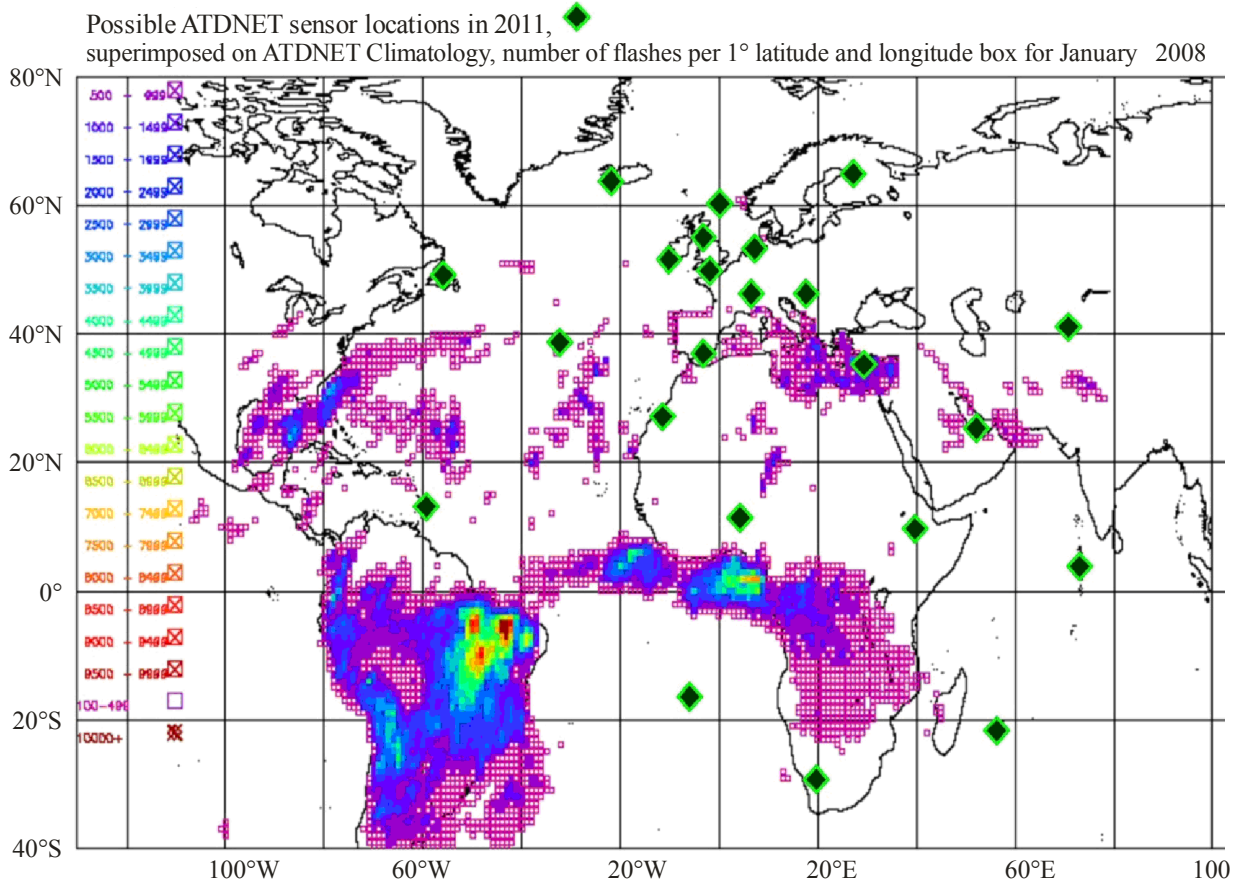 Possible ATDNET sensor locations in 2011,
superimposed on ATDNET Climatology, number of flashes per 1° latitude and longitude box for January 2008
80°N
500 - 999
1000 - 1499
1500 - 1999
2000 - 2499
60°N
2500 - 2999
3000 - 3499
3500 - 3999
4000 - 4499
40°N
4500 - 4999
5000 - 5499
5500 - 5999
6000 - 6499
20°N
6500 - 6999
7000 - 7499
7500 - 7999
8000 - 8499
0°
8500 - 8999
9000 - 9499
9500 - 9999
100-499
20°S
10000+
40°S
100°W 60°W 20°W 20°E 60°E 100